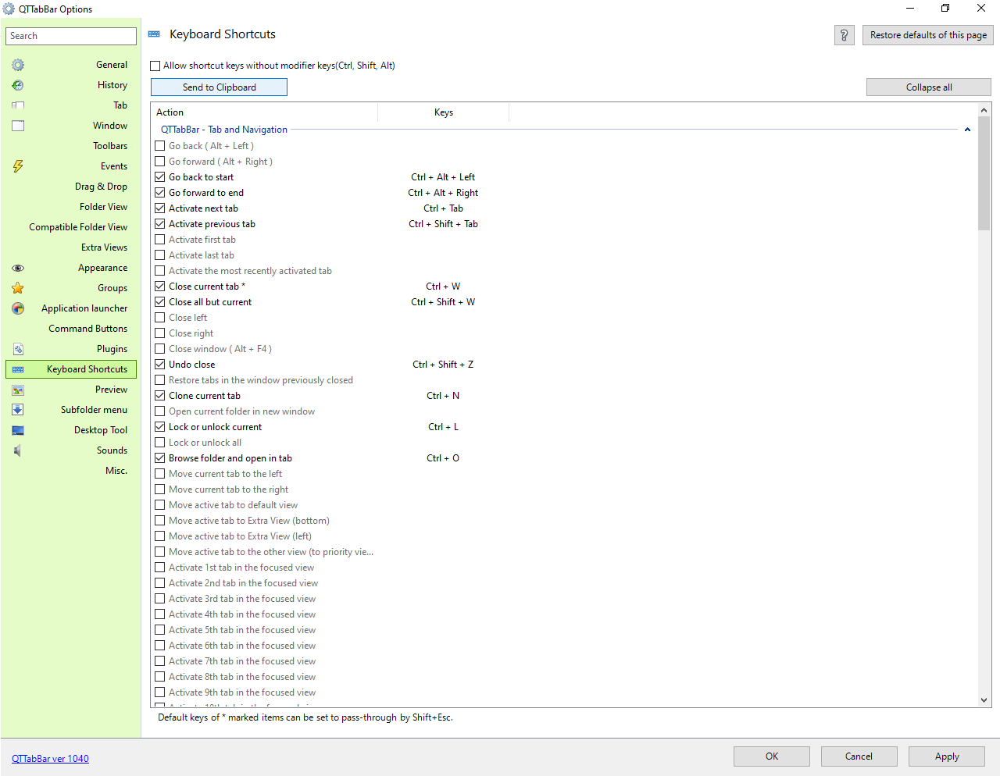 QTTabBar Options
Search
General
History
Tab
Window
Toolbars
Events
Drag & Drop
Folder View
Compatible Folder View
Extra Views
Appearance
Groups
Application launcher
Command Buttons
Plugins
Keyboard Shortcuts
Preview
Subfolder menu
Desktop Tool
Sounds
Misc.
Keyboard Shortcuts
?
Restore defaults of this page
Allow shortcut keys without modifier keys(Ctrl, Shift, Alt)
Send to Clipboard
Collapse all
Action Keys
QTTabBar - Tab and Navigation
Go back ( Alt + Left )
Go forward ( Alt + Right )
Go back to start Ctrl + Alt + Left
Go forward to end Ctrl + Alt + Right
Activate next tab Ctrl + Tab
Activate previous tab Ctrl + Shift + Tab
Activate first tab
Activate last tab
Activate the most recently activated tab
Close current tab * Ctrl + W
Close all but current Ctrl + Shift + W
Close left
Close right
Close window ( Alt + F4 )
Undo close Ctrl + Shift + Z
Restore tabs in the window previously closed
Clone current tab Ctrl + N
Open current folder in new window
Lock or unlock current Ctrl + L
Lock or unlock all
Browse folder and open in tab Ctrl + O
Move current tab to the left
Move current tab to the right
Move active tab to default view
Move active tab to Extra View (bottom)
Move active tab to Extra View (left)
Move active tab to the other view (to priority vie...
Activate 1st tab in the focused view
Activate 2nd tab in the focused view
Activate 3rd tab in the focused view
Activate 4th tab in the focused view
Activate 5th tab in the focused view
Activate 6th tab in the focused view
Activate 7th tab in the focused view
Activate 8th tab in the focused view
Activate 9th tab in the focused view
Default keys of * marked items can be set to pass-through by Shift+Esc.
QTTabBar ver 1040
OK
Cancel
Apply